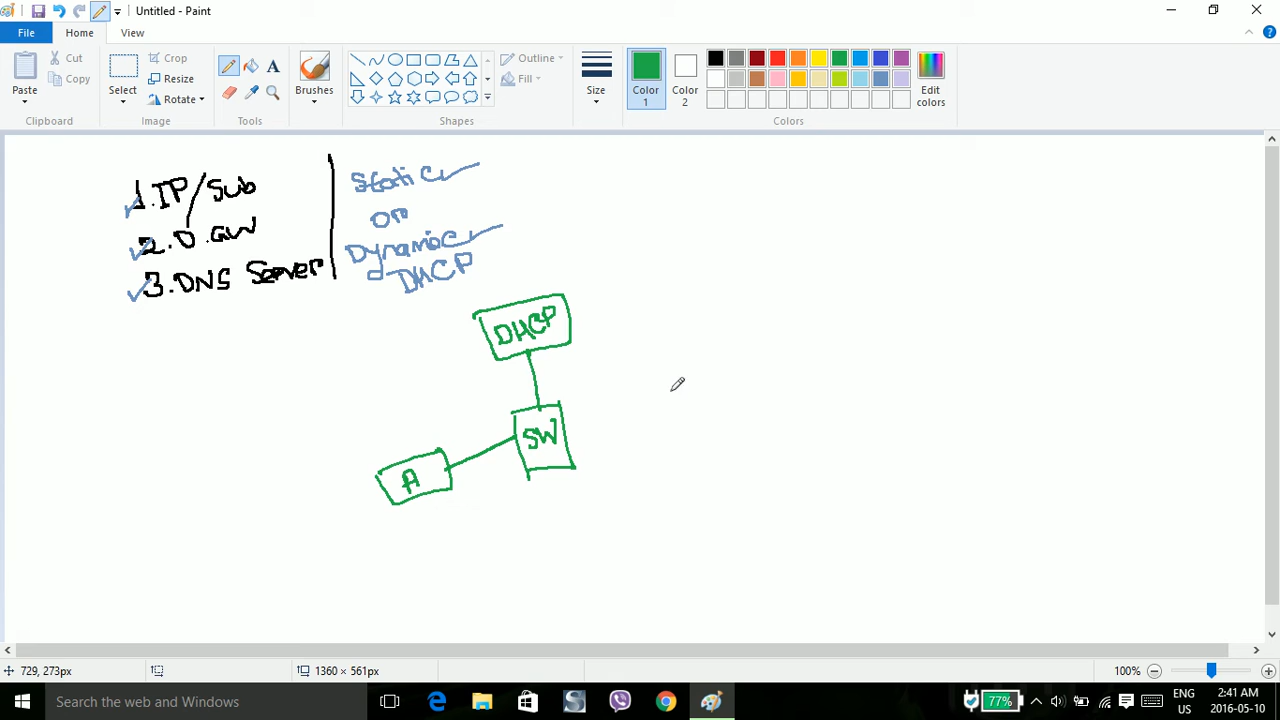 Untitled - Paint
File
Home
View
Paste
Cut
Copy
Clipboard
Select
Crop
Resize
Rotate
Image
Tools
Brushes
Shapes
Outline
Fill
Size
Color 1
Color 2
Edit colors
Colors
1.IP/Sub
2.D.GW
3.DNS Server
Static
or
Dynamic
DHCP
DHCP
SW
A
729, 273px
1360 × 561px
100%
Search the web and Windows
77%
ENG
US
2:41 AM
2016-05-10